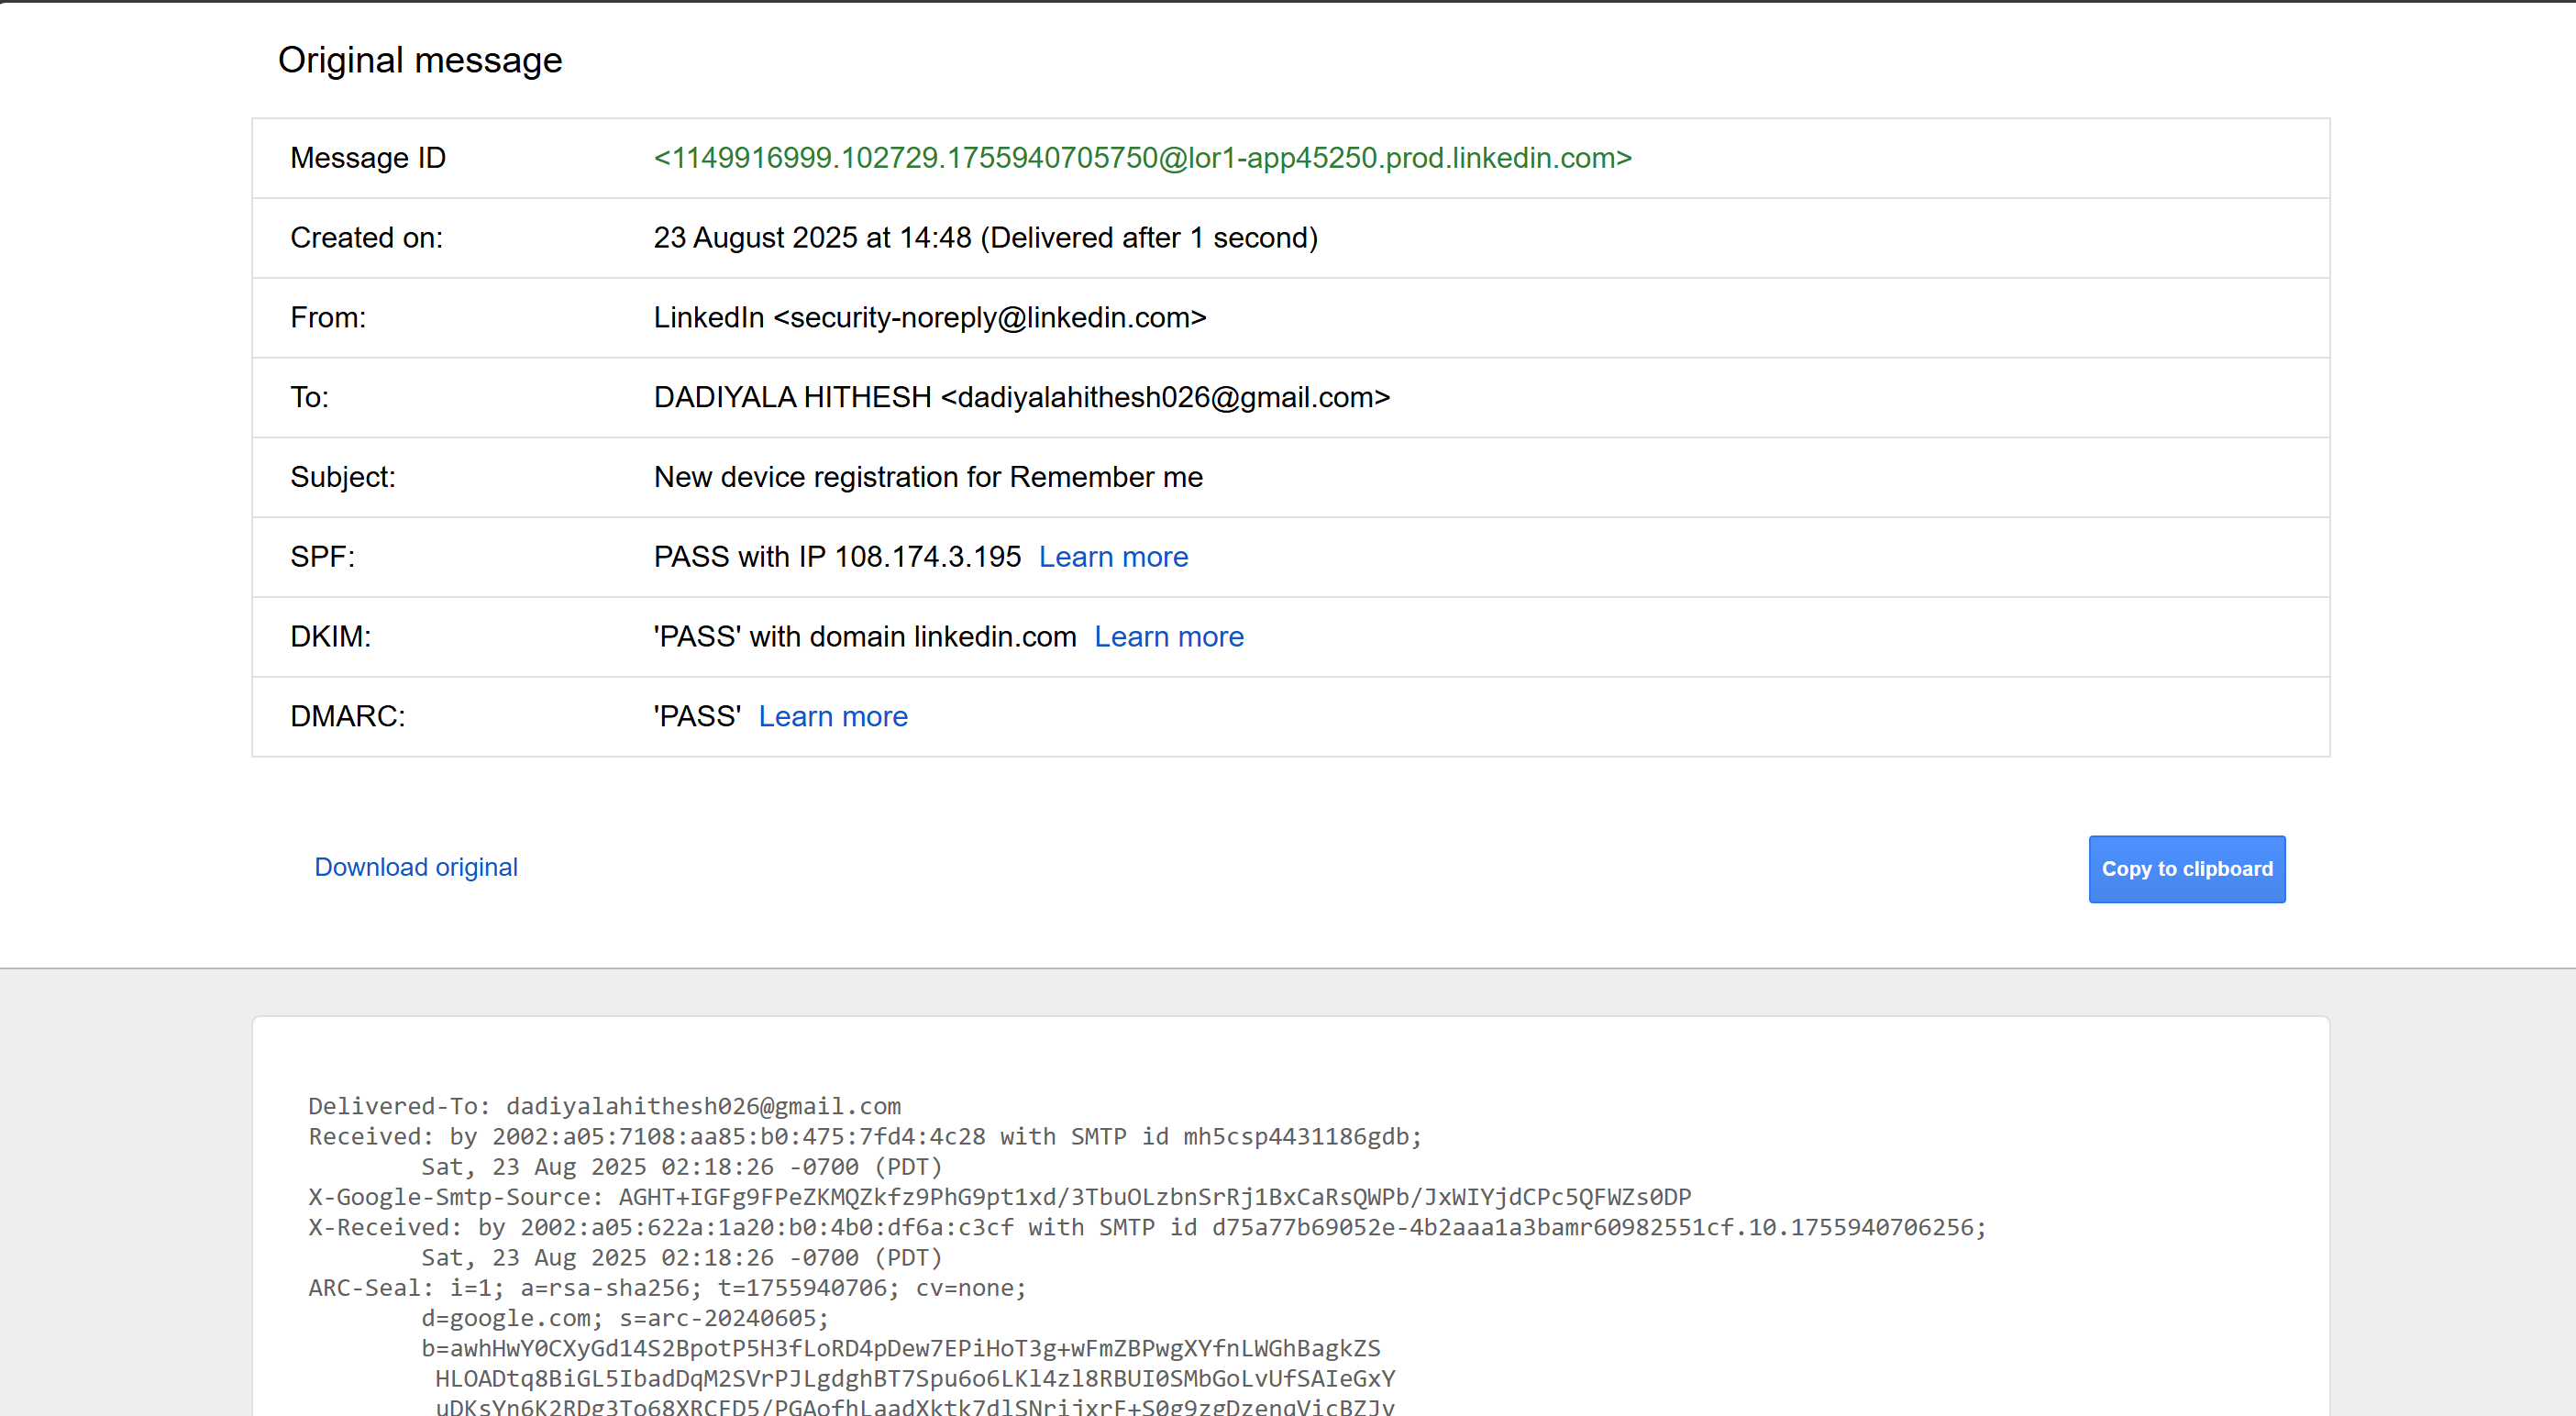 Original message
Message ID <1149916999.102729.1755940705750@lor1-app45250.prod.linkedin.com>
Created on: 23 August 2025 at 14:48 (Delivered after 1 second)
From: LinkedIn <security-noreply@linkedin.com>
To: DADIYALA HITHESH <dadiyalahithesh026@gmail.com>
Subject: New device registration for Remember me
SPF: PASS with IP 108.174.3.195 Learn more
DKIM: 'PASS' with domain linkedin.com Learn more
DMARC: 'PASS' Learn more
Download original
Copy to clipboard
Delivered-To: dadiyalahithesh026@gmail.com
Received: by 2002:a05:7108:aa85:b0:475:7fd4:4c28 with SMTP id mh5csp4431186gdb;
Sat, 23 Aug 2025 02:18:26 -0700 (PDT)
X-Google-Smtp-Source: AGHT+IGFg9FPeZKMQZkfz9PhG9pt1xd/3TbuOLzbnSrRj1BxCaRsQWPb/JxWIYjdCPc5QFWZs0DP
X-Received: by 2002:a05:622a:1a20:b0:4b0:df6a:c3cf with SMTP id d75a77b69052e-4b2aaa1a3bamr60982551cf.10.1755940706256;
Sat, 23 Aug 2025 02:18:26 -0700 (PDT)
ARC-Seal: i=1; a=rsa-sha256; t=1755940706; cv=none;
d=google.com; s=arc-20240605;
b=awhHwY0CXyGd14S2BpotP5H3fLoRD4pDew7EPiHoT3g+wFmZBPwgXYfnLWGhBagkZS
HLOADtq8BiGL5IbadDqM2SVrPJLgdghBT7Spu6o6LKl4zl8RBUI0SMbGoLvUfSAIeGxY
uDKsYn6K2RDg3To68XRCFD5/PGAofhLaadXktk7dlSNrijxrF+S0g9zgDzenqVicBZJv